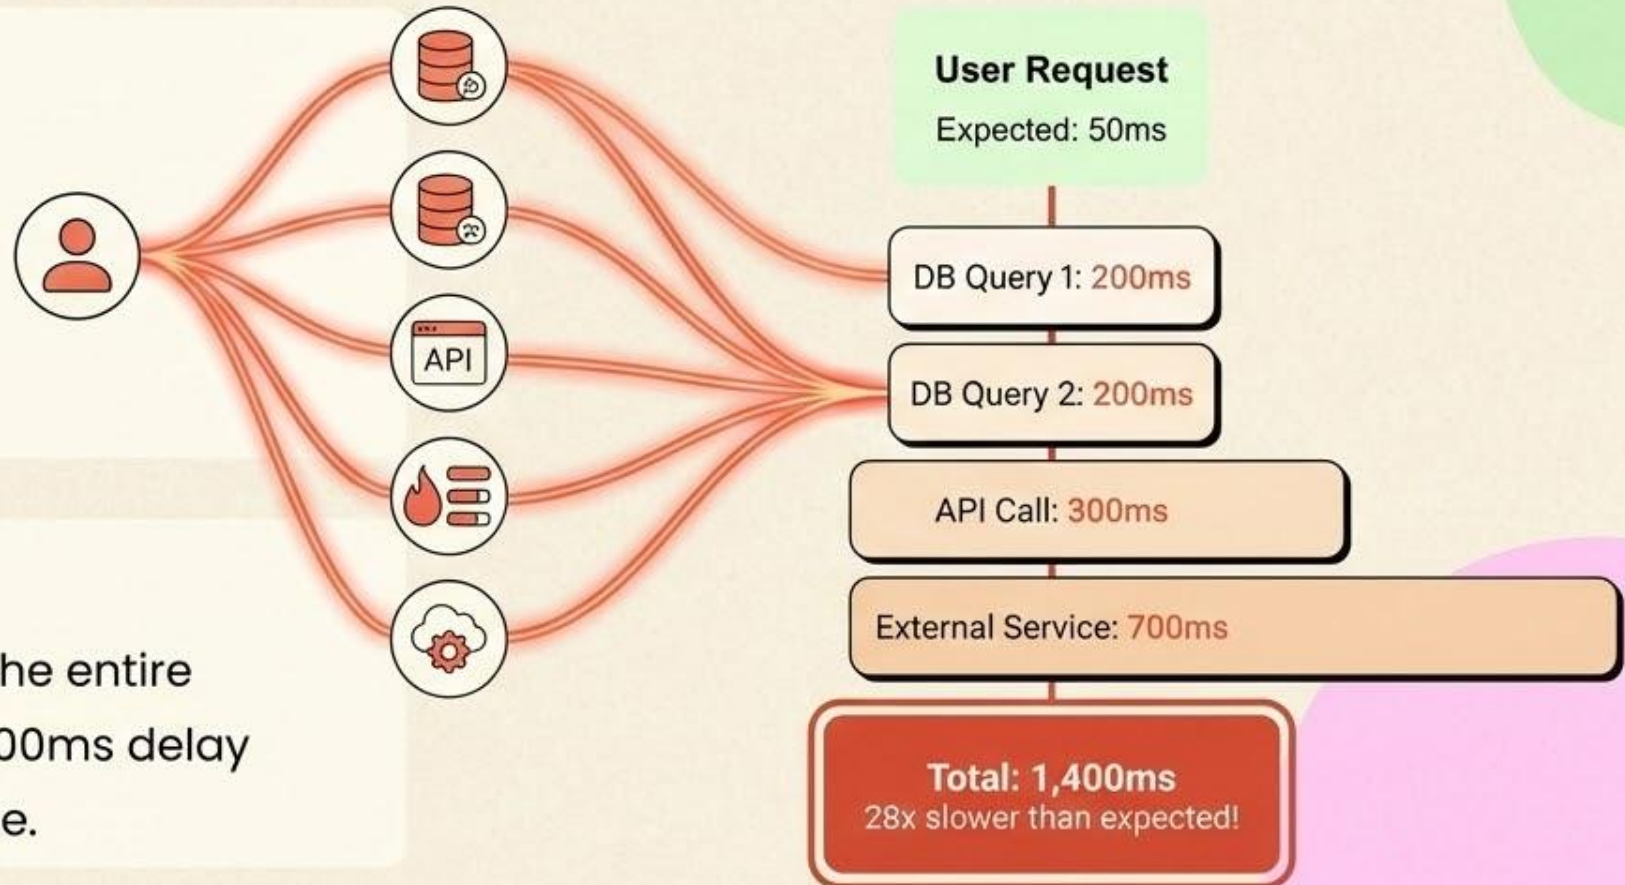 User Request
Expected: 50ms
API
DB Query 1: 200ms
DB Query 2: 200ms
API Call: 300ms
External Service: 700ms
Total: 1,400ms
28x slower than expected!
he entire
00ms delay
e.